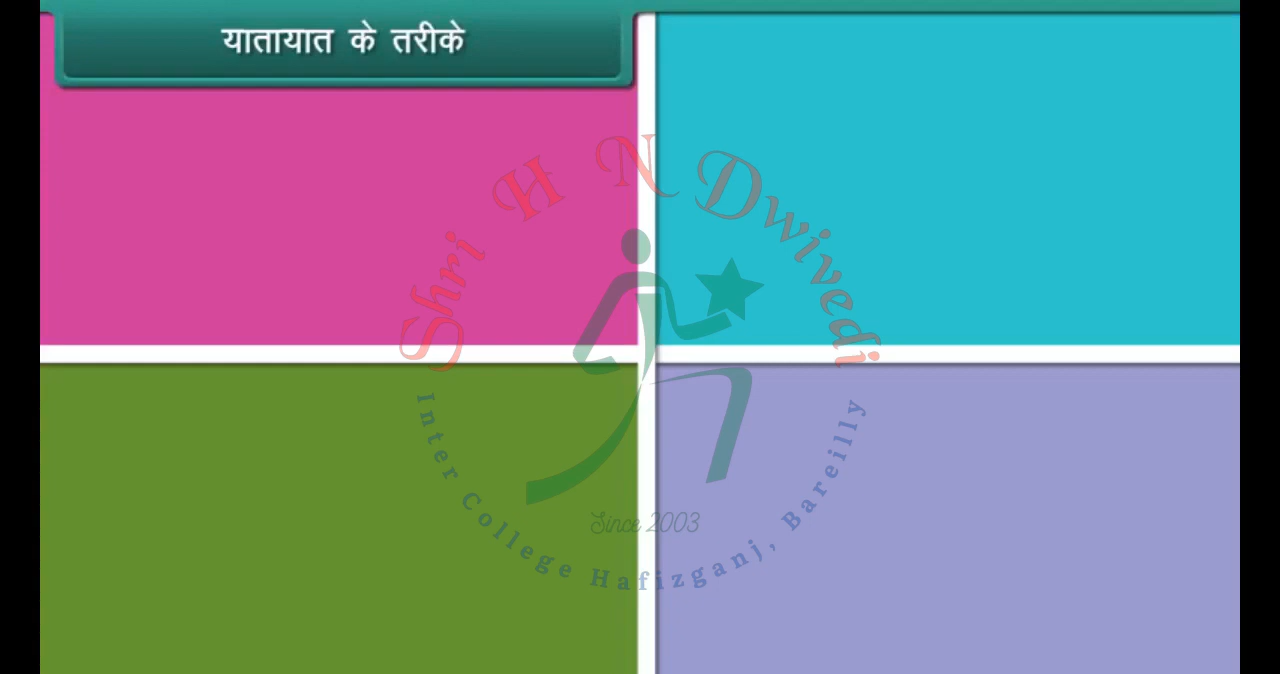 यातायात के तरीके
Shri H N Dwivedi
Since 2003
Inter College Hafizganj, Bareilly